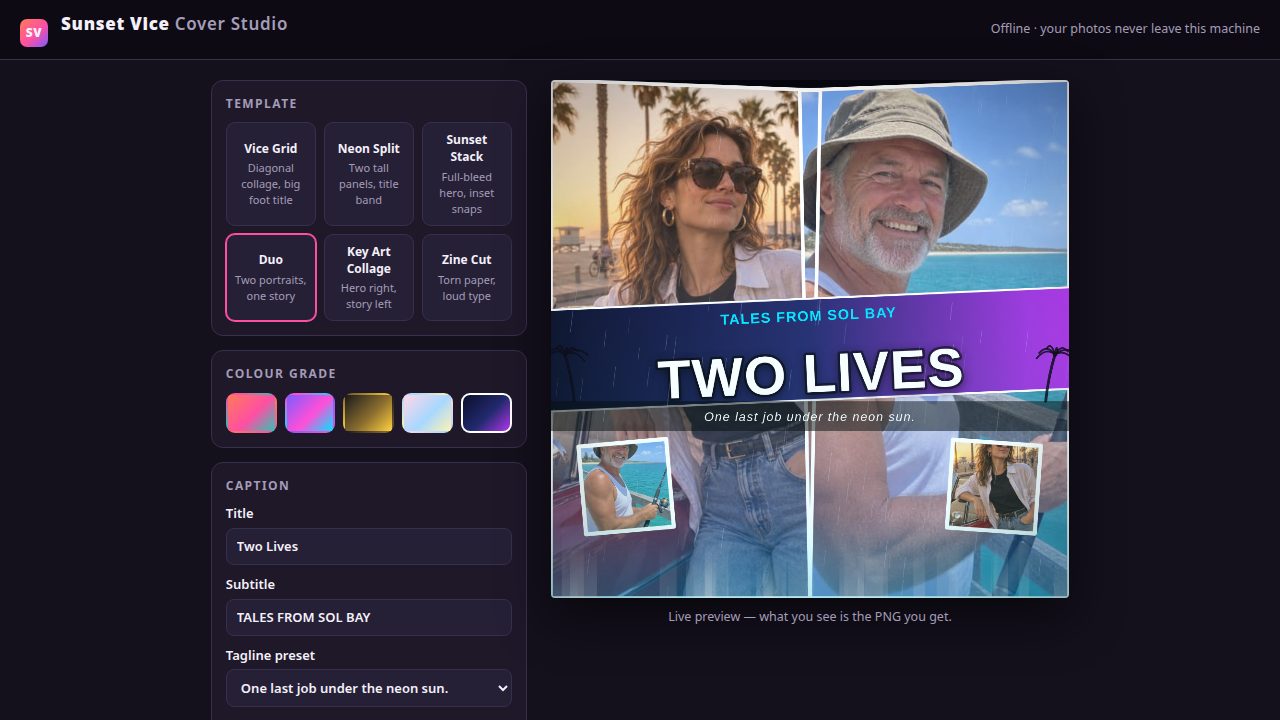 SV
Sunset Vice Cover Studio
Offline · your photos never leave this machine
TEMPLATE
Vice Grid
Diagonal
collage, big
foot title
Neon Split
Two tall
panels, title
band
Sunset
Stack
Full-bleed
hero, inset
snaps
Duo
Two portraits,
one story
Key Art
Collage
Hero right,
story left
Zine Cut
Torn paper,
loud type
COLOUR GRADE
CAPTION
Title
Two Lives
Subtitle
TALES FROM SOL BAY
Tagline preset
One last job under the neon sun.
TALES FROM SOL BAY
TWO LIVES
One last job under the neon sun.
Live preview — what you see is the PNG you get.